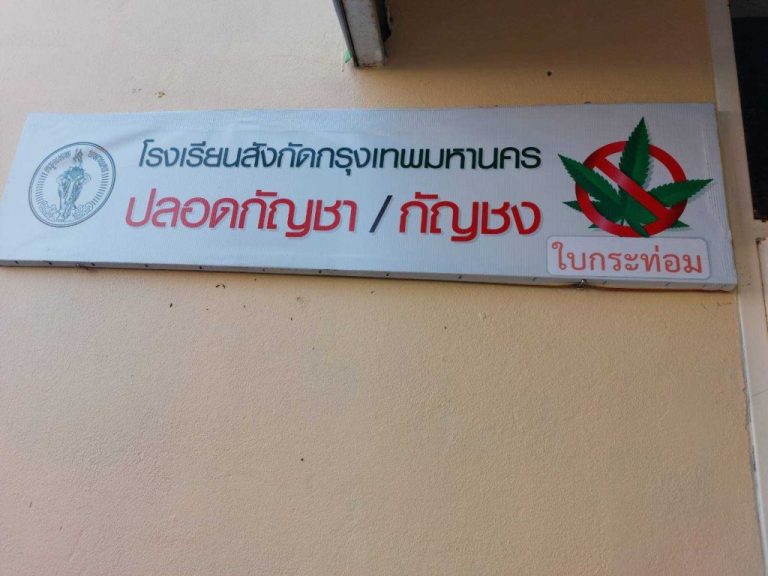 โรงเรียนสังกัดกรุงเทพมหานคร
ปลอดกัญชา / กัญชง
ใบกระท่อม